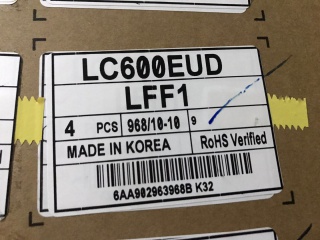 LC600EUD
LFF1
4 PCS 968/10-10 9
MADE IN KOREA RoHS Verified
6AA902963968B K32